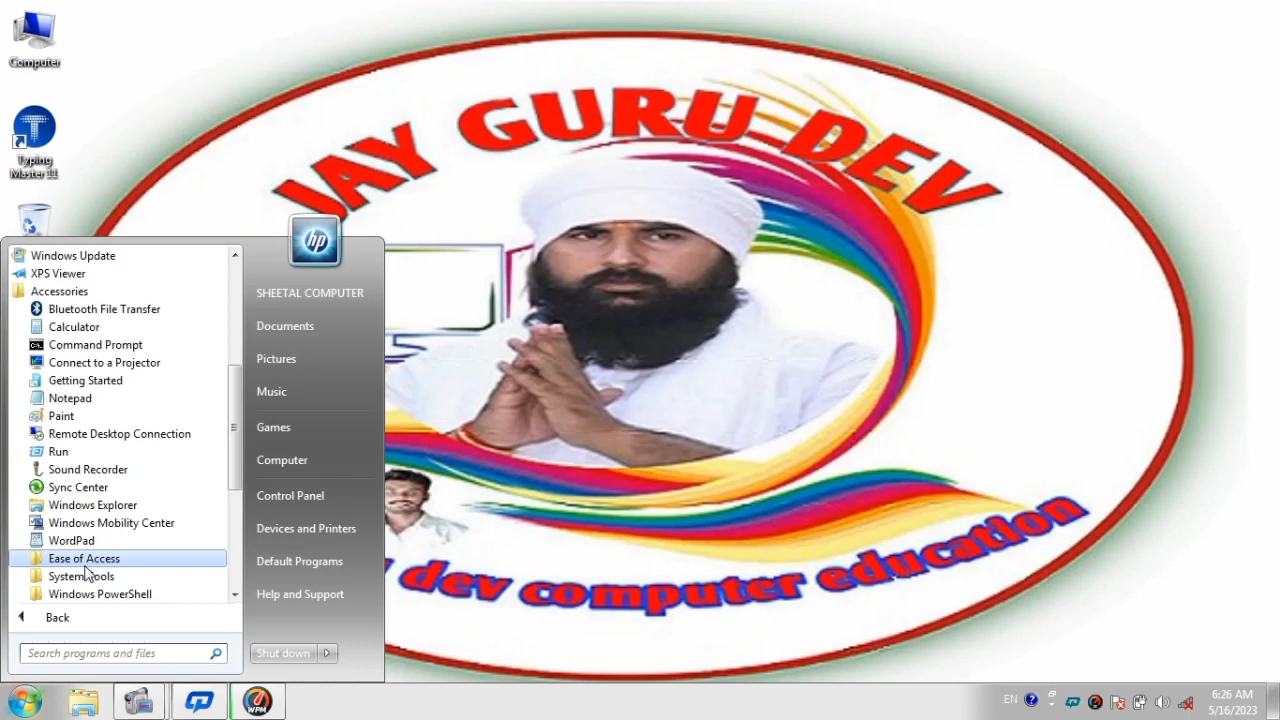 Computer
Typing
Master 11
JAY GURU DEV
dev computer education
hp
Windows Update
XPS Viewer
Accessories
Bluetooth File Transfer
Calculator
Command Prompt
Connect to a Projector
Getting Started
Notepad
Paint
Remote Desktop Connection
Run
Sound Recorder
Sync Center
Windows Explorer
Windows Mobility Center
WordPad
Ease of Access
System Tools
Windows PowerShell
Back
Search programs and files
SHEETAL COMPUTER
Documents
Pictures
Music
Games
Computer
Control Panel
Devices and Printers
Default Programs
Help and Support
Shut down
WPM
EN
6:26 AM
5/16/2023